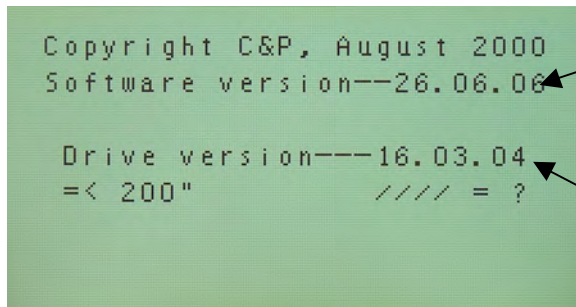 Copyright C&P, August 2000
Software version--26.06.06
Drive version---16.03.04
=< 200" //// = ?